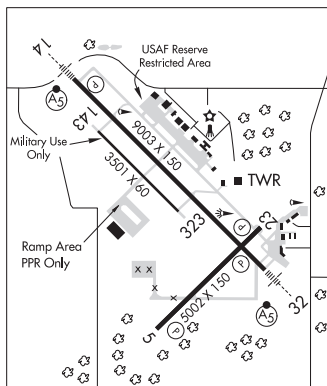 14
USAF Reserve
Restricted Area
P
A5
143
9003 X 150
Military Use
Only
3501 X 60
TWR
323
P
23
Ramp Area
PPR Only
P
X X
X X
5002 X 150
32
5
P
A5